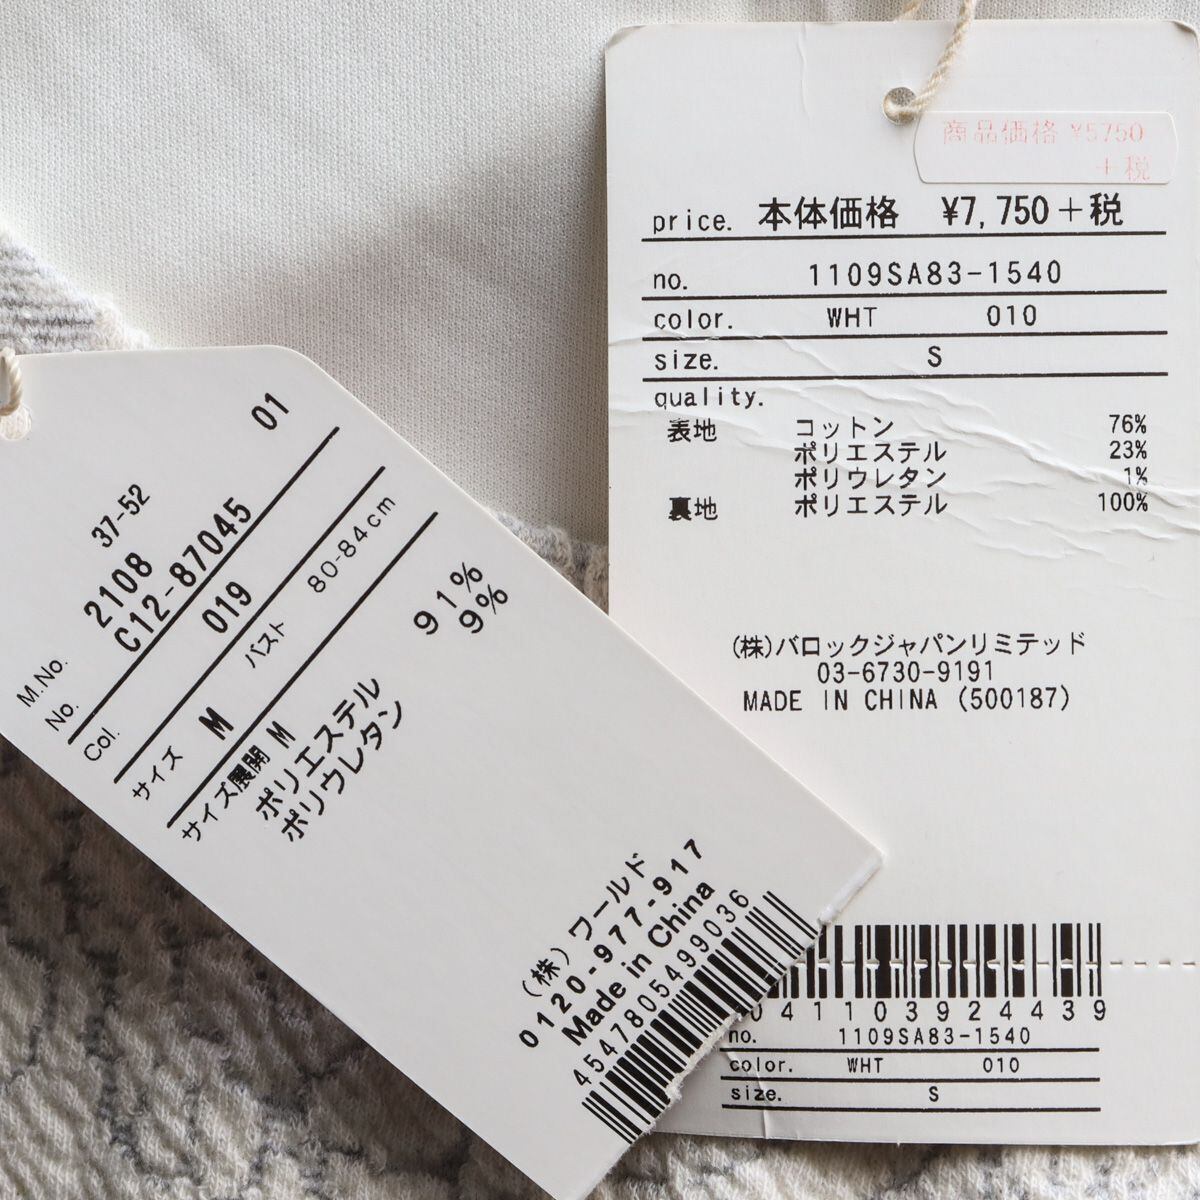 商品価格 ¥5750
+税
price. 本体価格 ¥7,750+税
no. 1109SA83-1540
color. WHT 010
size. S
quality.
表地 コットン 76%
ポリエステル 23%
ポリウレタン 1%
裏地 ポリエステル 100%
(株)バロックジャパンリミテッド
03-6730-9191
MADE IN CHINA (500187)
04110392443 9
no. 1109SA83-1540
color. WHT 010
size. S
01
37-52
M.No. 2108
No. C12-87045
Col. 019
サイズ M バスト 80-84cm
サイズ展開 M
ポリエステル 91%
ポリウレタン 9%
(株)ワールド
0120-977-917
Made in China
4547805499036